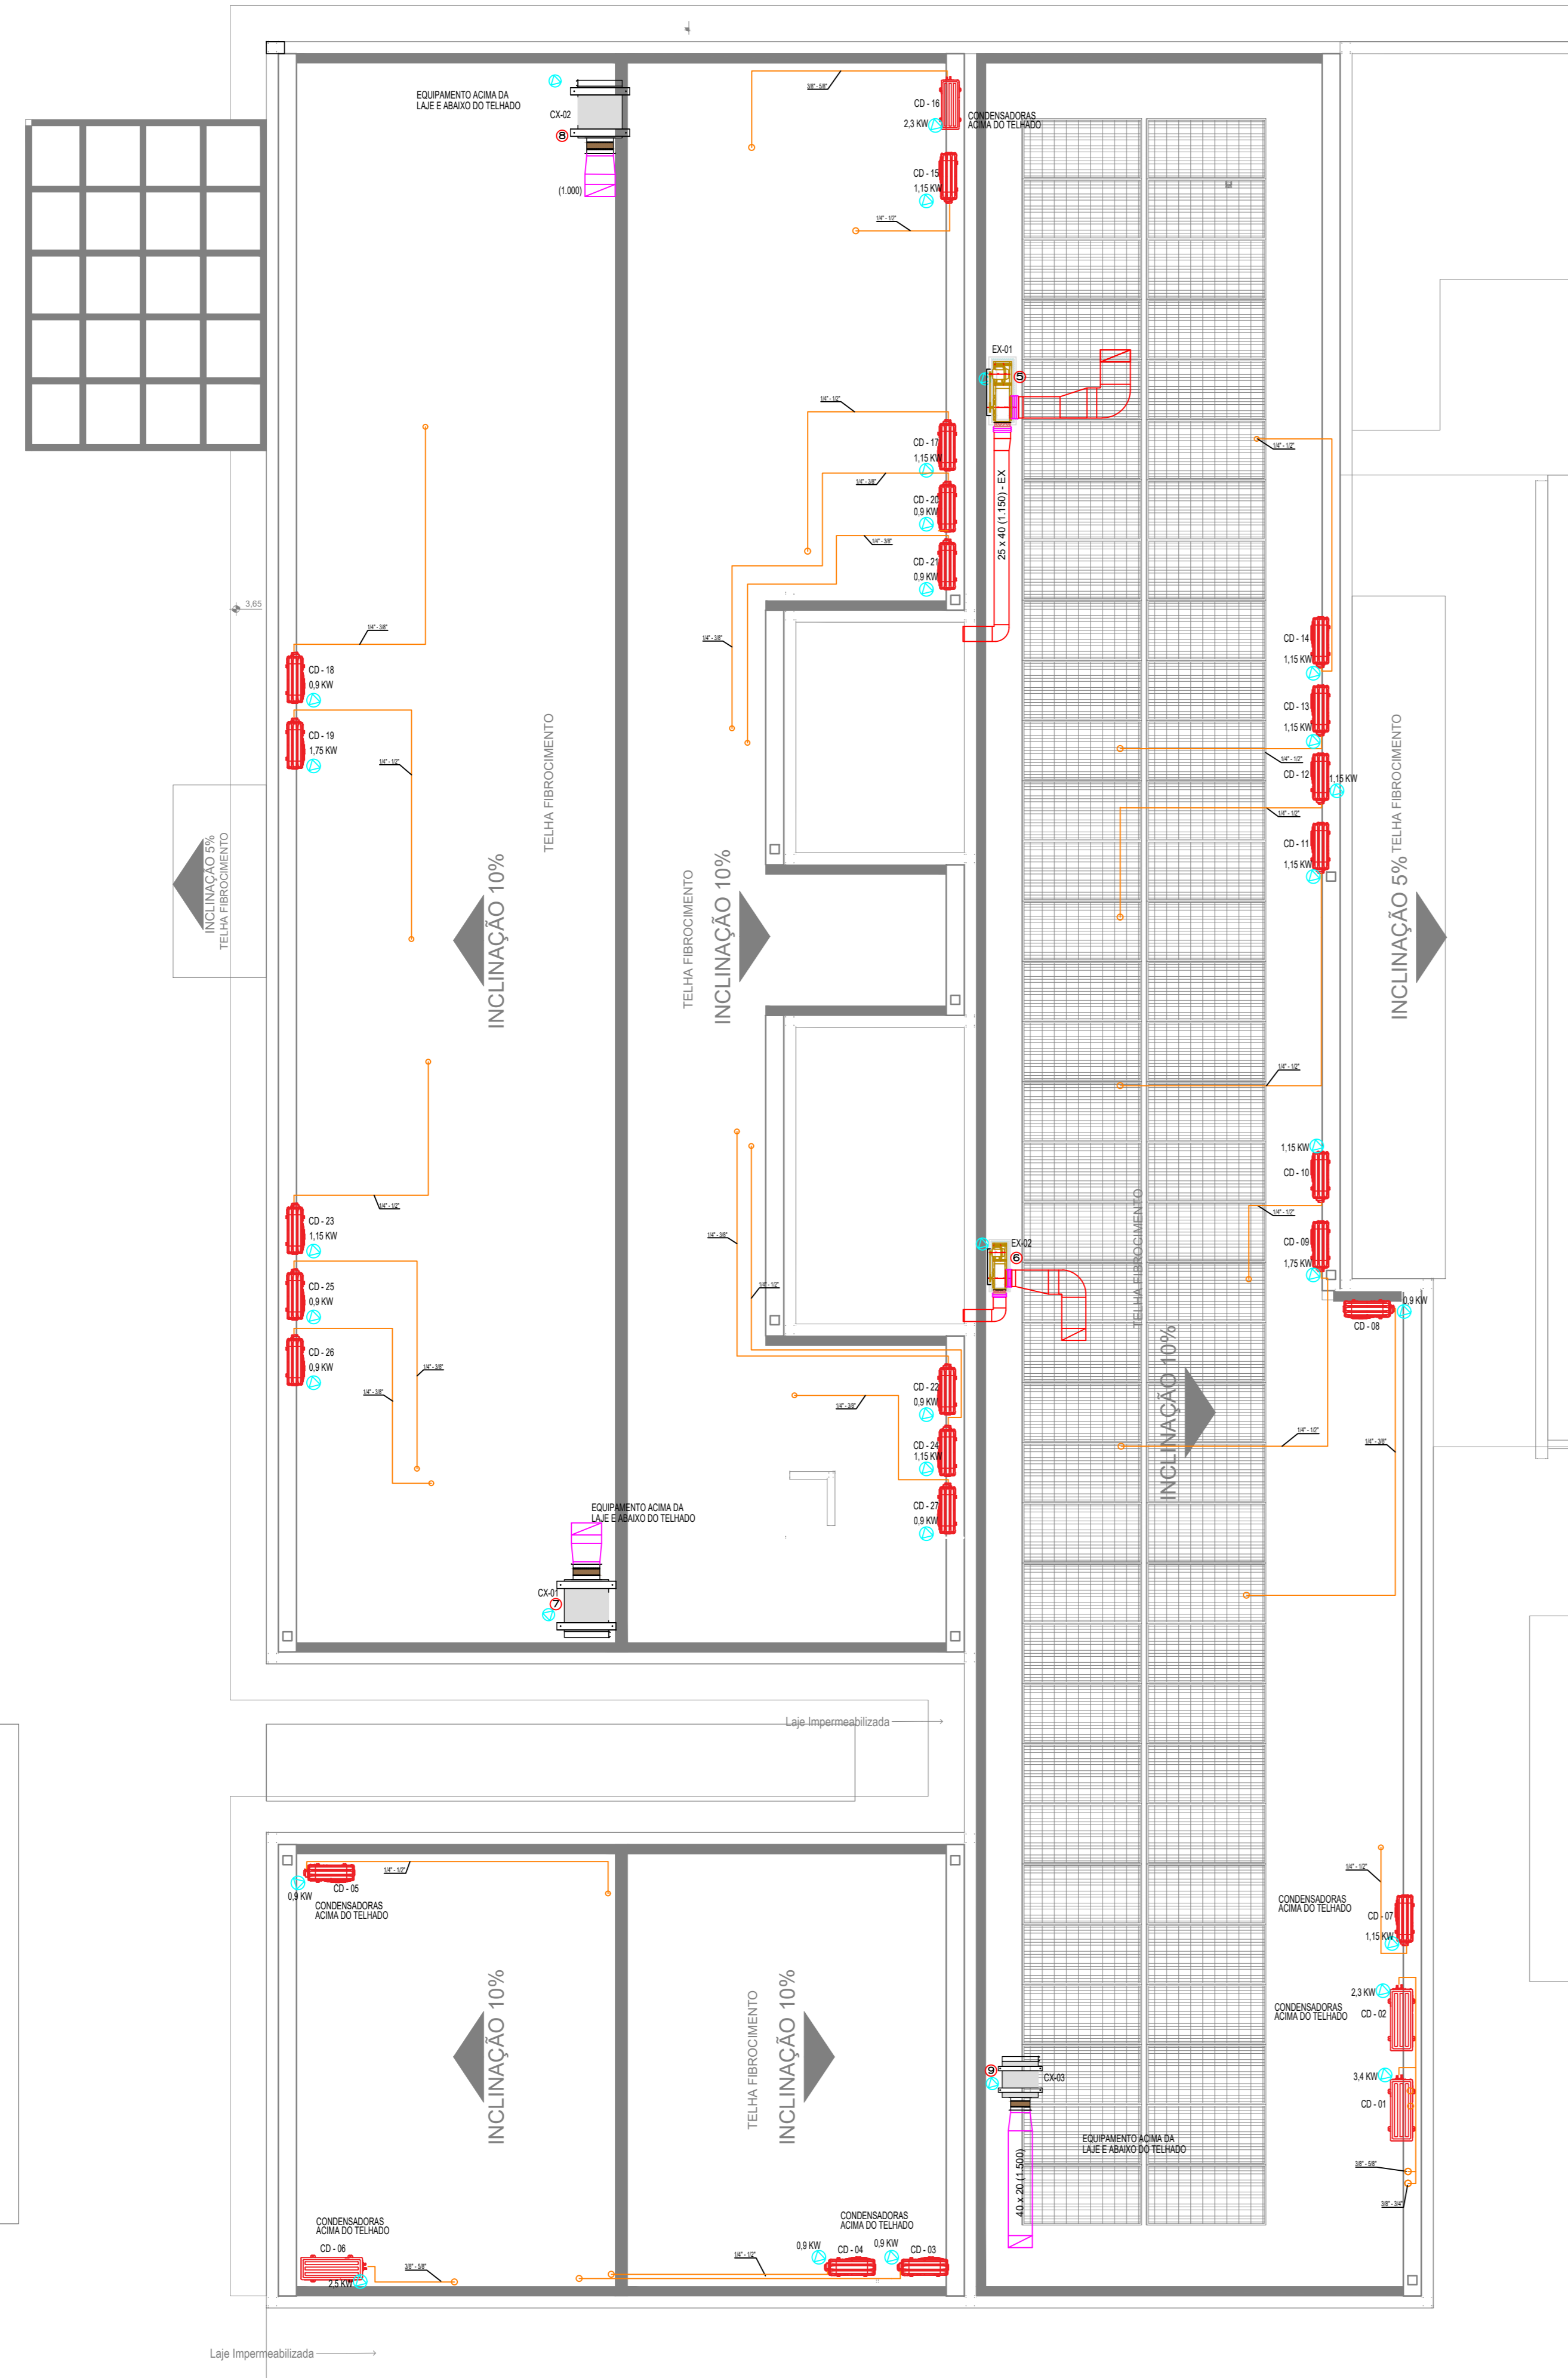 EQUIPAMENTO ACIMA DA
LAJE E ABAIXO DO TELHADO
CX-02
8
(1.000)
3/8" - 5/8"
CD - 16
2,3 KW
CONDENSADORAS
ACIMA DO TELHADO
CD - 15
1,15 KW
1/4" - 1/2"
EX-01
5
25 x 40 (1.150) - EX
1/4" - 1/2"
CD - 17
1,15 KW
1/4" - 3/8"
CD - 20
0,9 KW
1/4" - 3/8"
CD - 21
0,9 KW
1/4" - 3/8"
1/4" - 1/2"
3,65
1/4" - 3/8"
CD - 18
0,9 KW
CD - 19
1,75 KW
1/4" - 1/2"
CD - 14
1,15 KW
CD - 13
1,15 KW
1/4" - 1/2"
CD - 12
1,15 KW
1/4" - 1/2"
CD - 11
1,15 KW
INCLINAÇÃO 5%
TELHA FIBROCIMENTO
TELHA FIBROCIMENTO
INCLINAÇÃO 10%
TELHA FIBROCIMENTO
INCLINAÇÃO 10%
INCLINAÇÃO 5%
TELHA FIBROCIMENTO
1/4" - 1/2"
1,15 KW
CD - 10
1/4" - 1/2"
CD - 09
1,75 KW
0,9 KW
CD - 08
1/4" - 1/2"
CD - 23
1,15 KW
CD - 25
0,9 KW
CD - 26
0,9 KW
1/4" - 3/8"
1/4" - 3/8"
1/4" - 3/8"
1/4" - 1/2"
EX-02
6
TELHA FIBROCIMENTO
INCLINAÇÃO 10%
CD - 22
0,9 KW
1/4" - 3/8"
CD - 24
1,15 KW
CD - 27
0,9 KW
1/4" - 1/2"
1/4" - 3/8"
EQUIPAMENTO ACIMA DA
LAJE E ABAIXO DO TELHADO
CX-01
7
Laje Impermeabilizada
1/4" - 1/2"
CD - 05
0,9 KW
CONDENSADORAS
ACIMA DO TELHADO
1/4" - 1/2"
CONDENSADORAS
ACIMA DO TELHADO
CD - 07
1,15 KW
INCLINAÇÃO 10%
TELHA FIBROCIMENTO
INCLINAÇÃO 10%
2,3 KW
CONDENSADORAS
ACIMA DO TELHADO
CD - 02
9
CX-03
3,4 KW
CD - 01
EQUIPAMENTO ACIMA DA
LAJE E ABAIXO DO TELHADO
40 x 20 (1.500)
3/8" - 5/8"
3/8" - 3/4"
CONDENSADORAS
ACIMA DO TELHADO
CD - 06
2,5 KW
3/8" - 5/8"
CONDENSADORAS
ACIMA DO TELHADO
0,9 KW
CD - 04
0,9 KW
CD - 03
1/4" - 1/2"
Laje Impermeabilizada